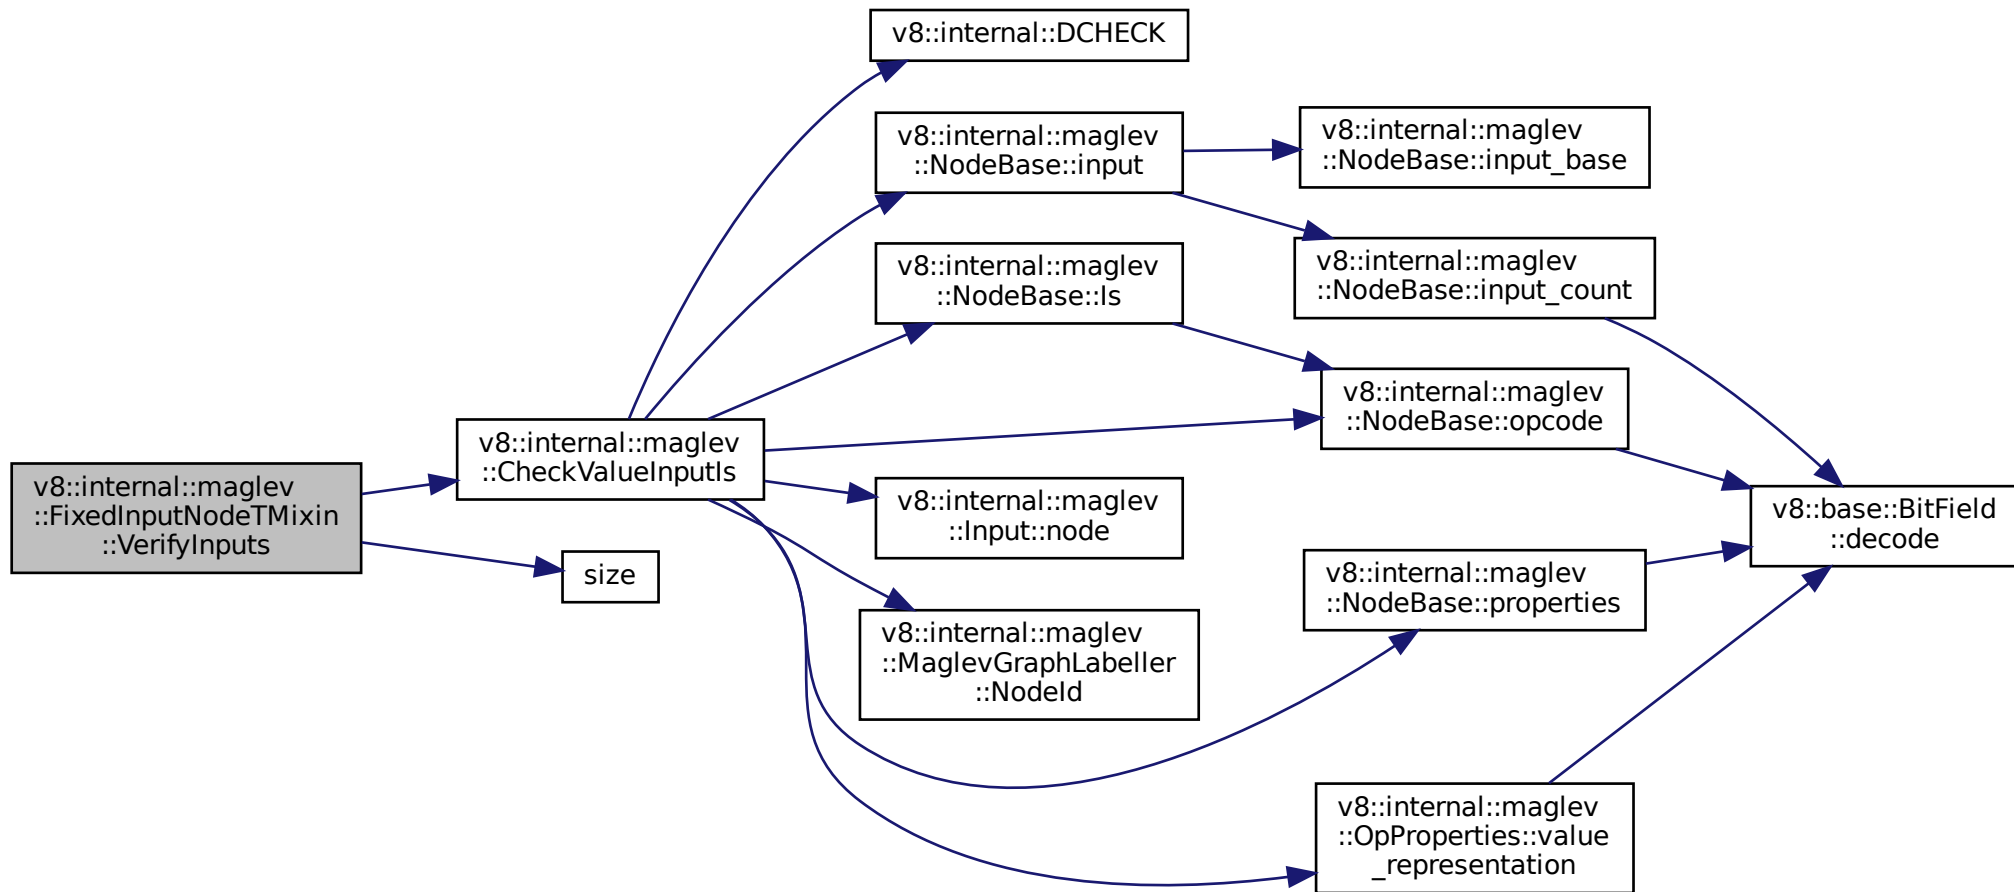 v8::internal::DCHECK
v8::internal::maglev
::NodeBase::input
v8::internal::maglev
::NodeBase::input_base
v8::internal::maglev
::NodeBase::input_count
v8::internal::maglev
::NodeBase::Is
v8::internal::maglev
::NodeBase::opcode
v8::internal::maglev
::CheckValueInputIs
v8::internal::maglev
::FixedInputNodeTMixin
::VerifyInputs
size
v8::internal::maglev
::Input::node
v8::base::BitField
::decode
v8::internal::maglev
::NodeBase::properties
v8::internal::maglev
::MaglevGraphLabeller
::NodeId
v8::internal::maglev
::OpProperties::value
_representation